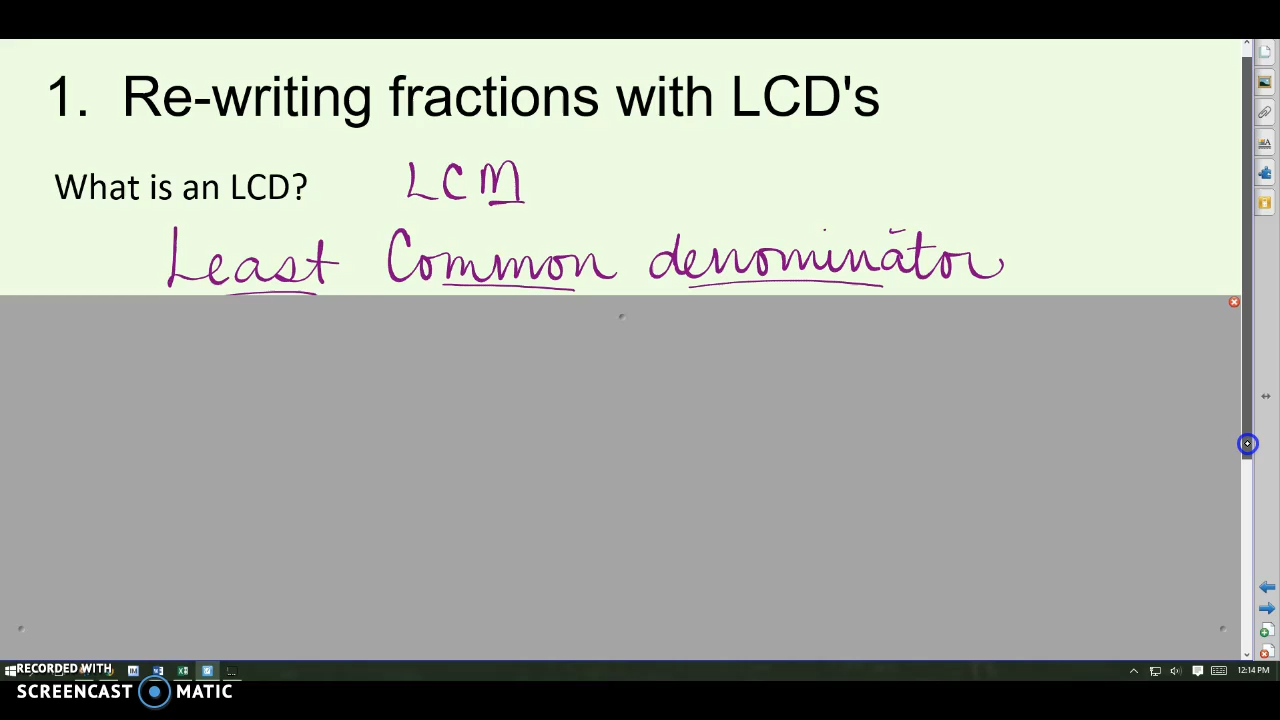 1. Re-writing fractions with LCD's
What is an LCD? LCM
Least Common denominator
RECORDED WITH
SCREENCAST MATIC
12:14 PM